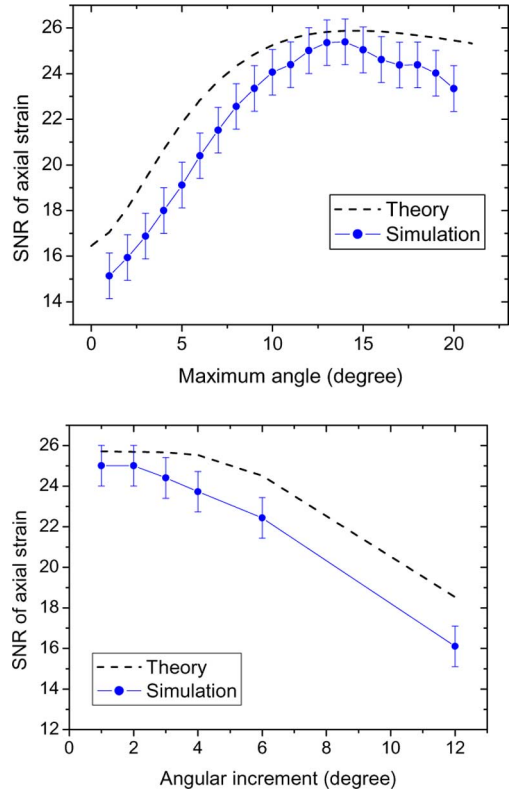 26
24
22
20
18
16
14
SNR of axial strain
Theory
Simulation
0 5 10 15 20
Maximum angle (degree)
28
26
24
22
20
18
16
14
12
SNR of axial strain
Theory
Simulation
0 2 4 6 8 10 12
Angular increment (degree)